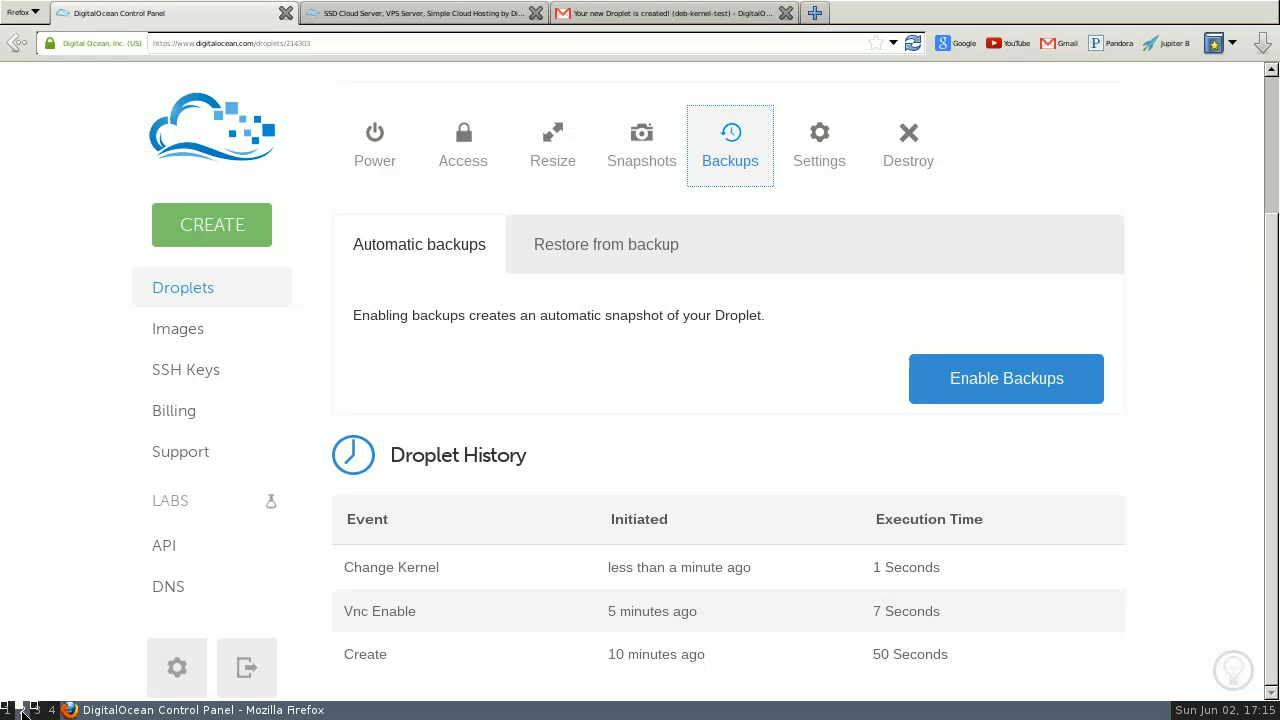 Firefox
DigitalOcean Control Panel
SSD Cloud Server, VPS Server, Simple Cloud Hosting by Di...
Your new Droplet is created! (deb-kernel-test) - DigitalO...
Digital Ocean, Inc. (US)
https://www.digitalocean.com/droplets/214303
Google
YouTube
Gmail
Pandora
Jupiter B
Power
Access
Resize
Snapshots
Backups
Settings
Destroy
CREATE
Droplets
Images
SSH Keys
Billing
Support
LABS
API
DNS
Automatic backups
Restore from backup
Enabling backups creates an automatic snapshot of your Droplet.
Enable Backups
Droplet History
Event Initiated Execution Time
Change Kernel less than a minute ago 1 Seconds
Vnc Enable 5 minutes ago 7 Seconds
Create 10 minutes ago 50 Seconds
1 3 4 DigitalOcean Control Panel - Mozilla Firefox
Sun Jun 02, 17:15